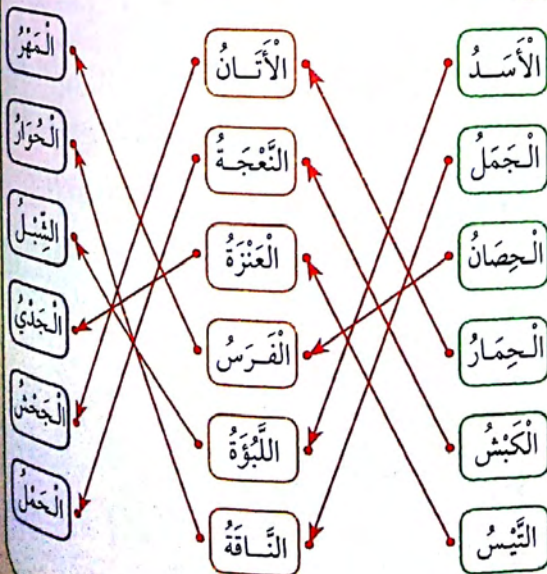 الْأَسَدُ الْأَتَانُ الْمَهْرُ
الْجَمَلُ النَّعْجَةُ الْحُوَارُ
الْحِصَانُ الْعَنْزَةُ الشِّبْلُ
الْحِمَارُ الْفَرَسُ الْجَدْيُ
الْكَبْشُ اللَّبُؤَةُ الْجَحْشُ
التَّيْسُ النَّاقَةُ الْحَمْلُ